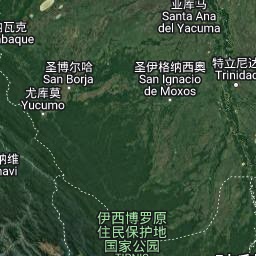 亚库马
Santa Ana
del Yacuma
圣博尔哈
San Borja
圣伊格纳西奥
San Ignacio
de Moxos
特立尼达
Trinidad
尤库莫
Yucumo
伊西博罗原
住民保护地
国家公园